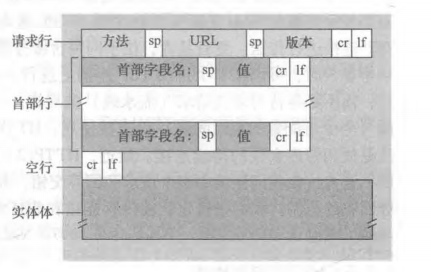 请求行 方法 sp URL sp 版本 cr lf
首部字段名: sp 值 cr lf
首部行
首部字段名: sp 值 cr lf
空行 cr lf
实体体